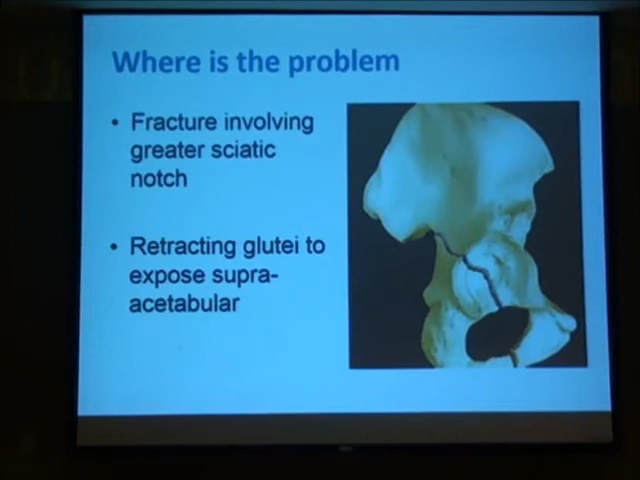 Where is the problem
• Fracture involving
greater sciatic
notch
• Retracting glutei to
expose supra-
acetabular